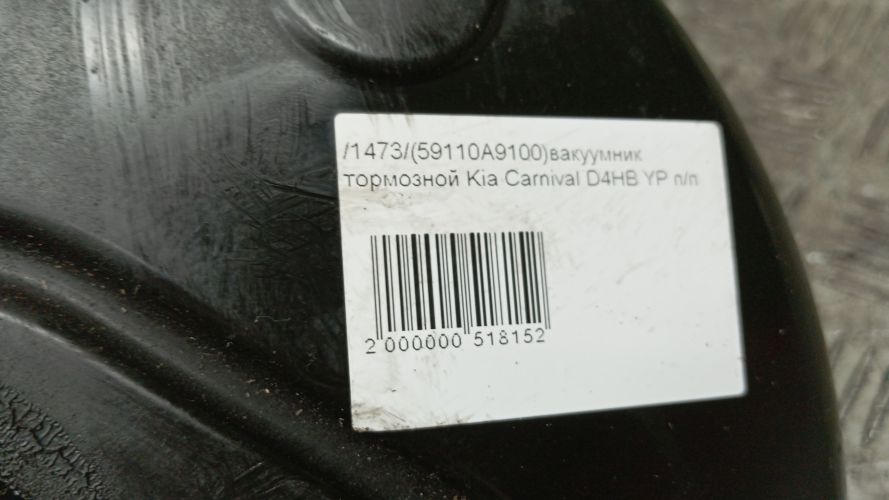 /1473/(59110A9100)вакуумник
тормозной Kia Carnival D4HB YP п/п
2 000000 518152